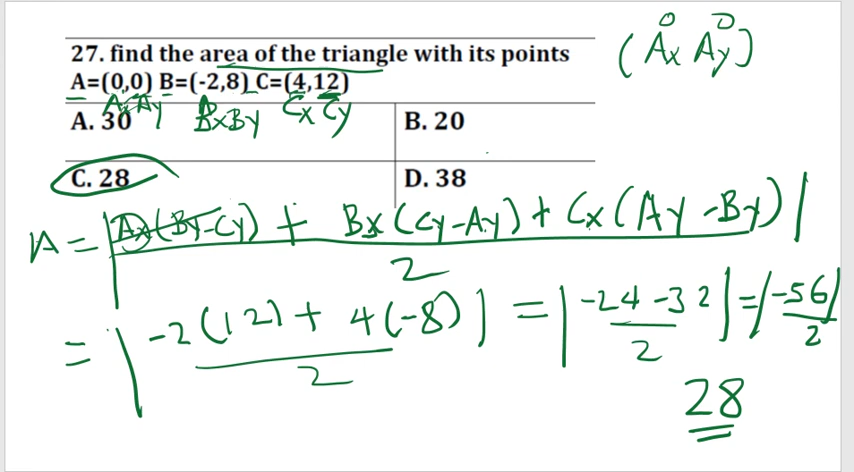 27. find the area of the triangle with its points
A=(0,0) B=(-2,8) C=(4,12)
(Ax Ay)
0 0
Ax Ay Bx By Cx Cy
A. 30
B. 20
C. 28
D. 38
A = |Ax(By-Cy) + Bx(Cy-Ay) + Cx(Ay-By)|
2
= |-2(12) + 4(-8)| = |-24-32| = |-56|
2 2 2
28